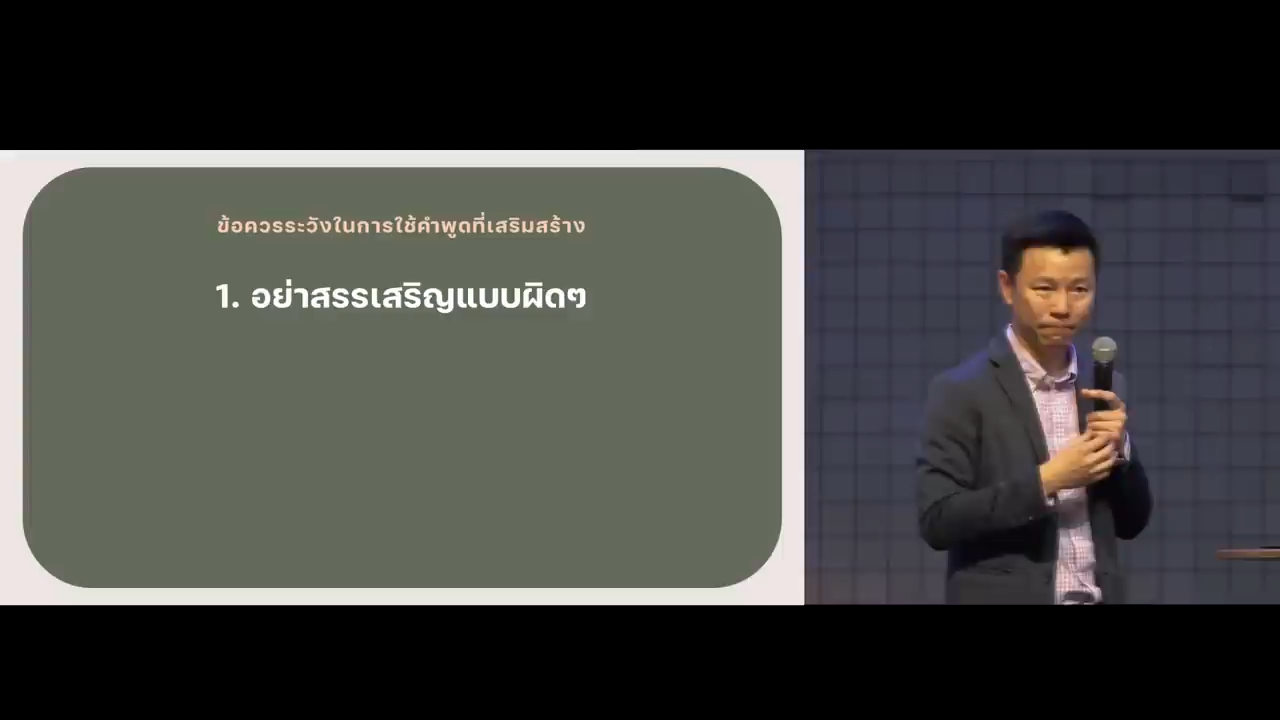 ข้อควรระวังในการใช้คำพูดที่เสริมสร้าง
1. อย่าสรรเสริญแบบผิดๆ